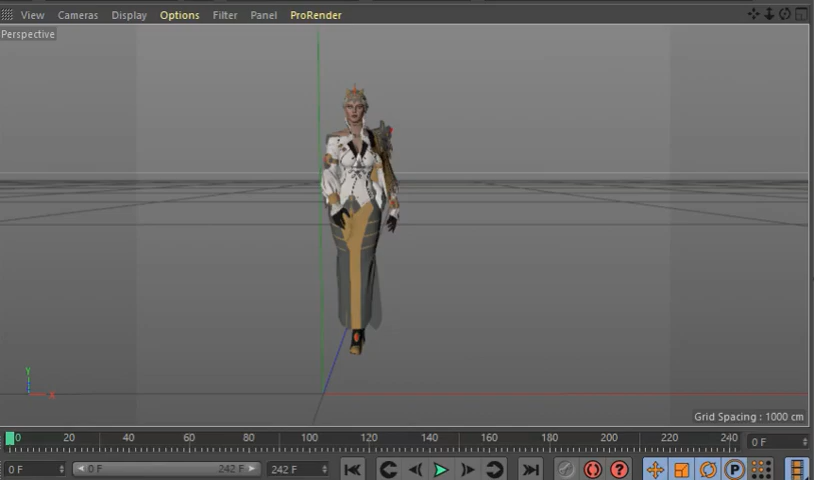 View Cameras Display Options Filter Panel ProRender
Perspective
Y
X
Grid Spacing : 1000 cm
0 20 40 60 80 100 120 140 160 180 200 220 240 0 F
0 F 0 F 242 F 242 F ? P